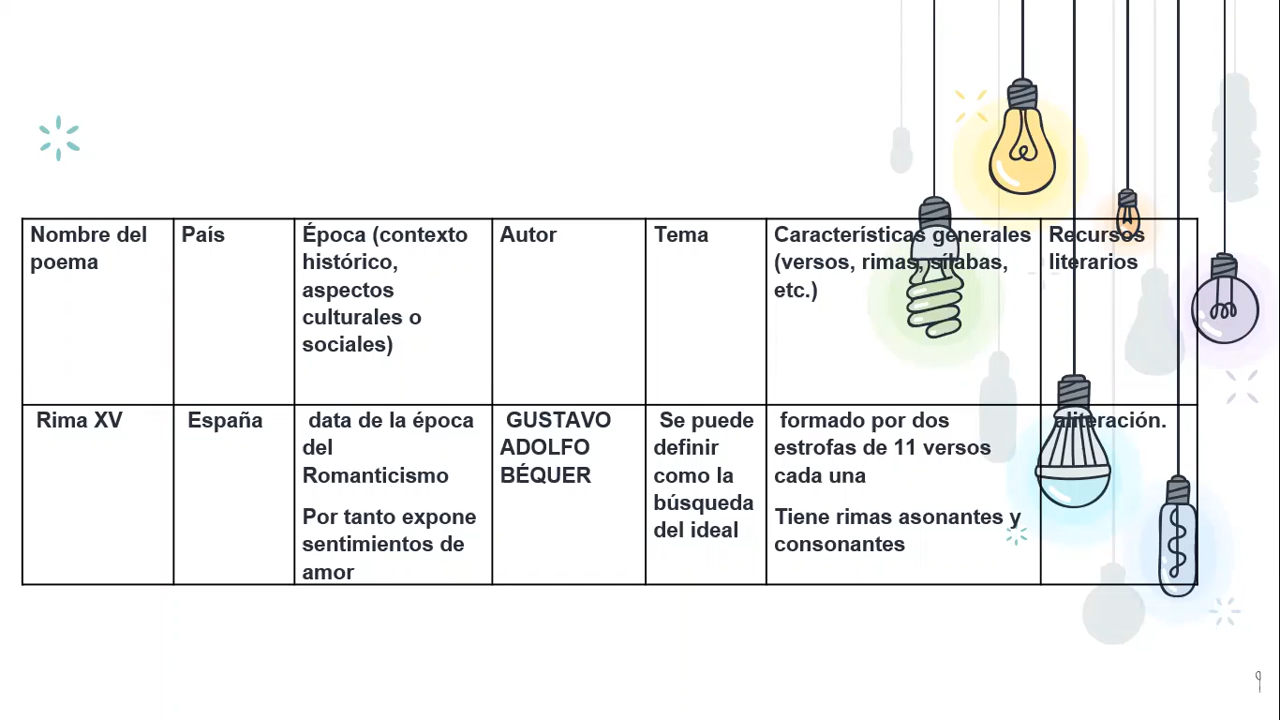 Nombre del
poema
País
Época (contexto
histórico,
aspectos
culturales o
sociales)
Autor
Tema
Características generales
(versos, rimas, sílabas,
etc.)
Recursos
literarios
Rima XV
España
data de la época
del
Romanticismo
Por tanto expone
sentimientos de
amor
GUSTAVO
ADOLFO
BÉQUER
Se puede
definir
como la
búsqueda
del ideal
formado por dos
estrofas de 11 versos
cada una
Tiene rimas asonantes y
consonantes
aliteración.
9